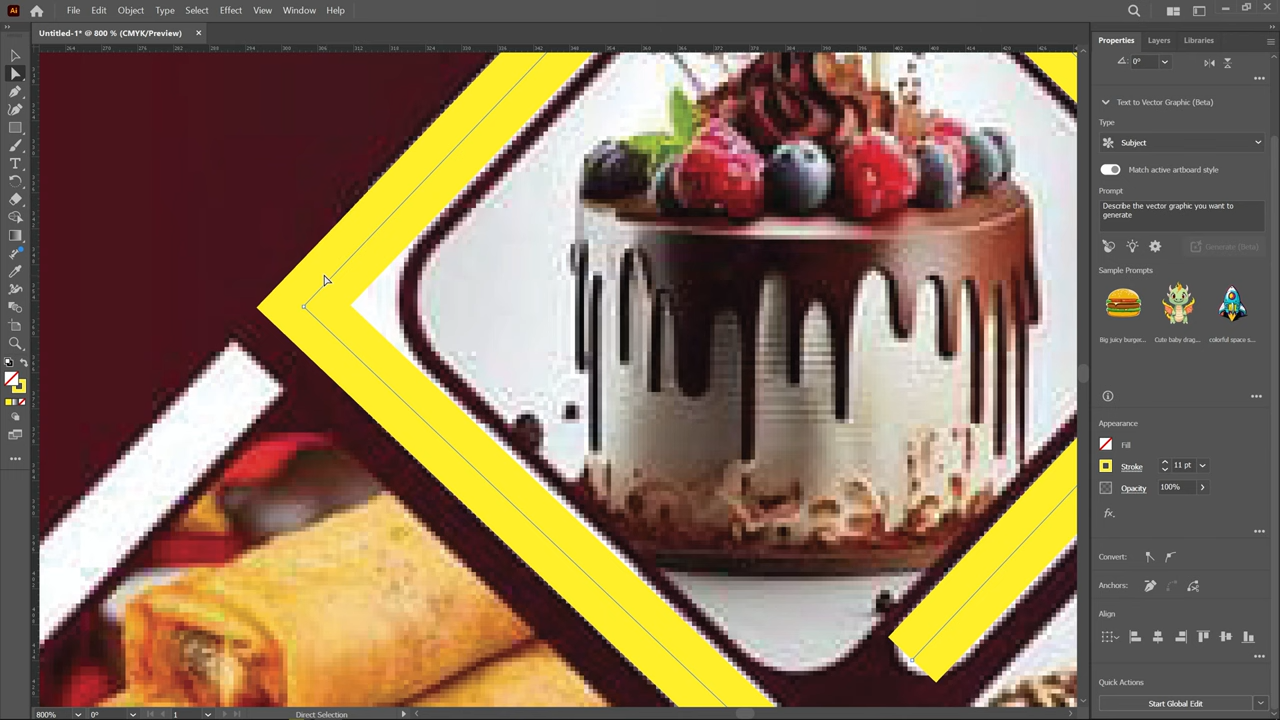 Ai File Edit Object Type Select Effect View Window Help
Untitled-1* @ 800 % (CMYK/Preview)
Properties Layers Libraries
0°
Text to Vector Graphic (Beta)
Type
Subject
Match active artboard style
Prompt
Describe the vector graphic you want to
generate
Generate (Beta)
Sample Prompts
Big juicy burger... Cute baby drag... colorful space s...
Appearance
Fill
Stroke 11 pt
Opacity 100%
fx.
Convert:
Anchors:
Align
Quick Actions
Start Global Edit
800% 0° 1 Direct Selection